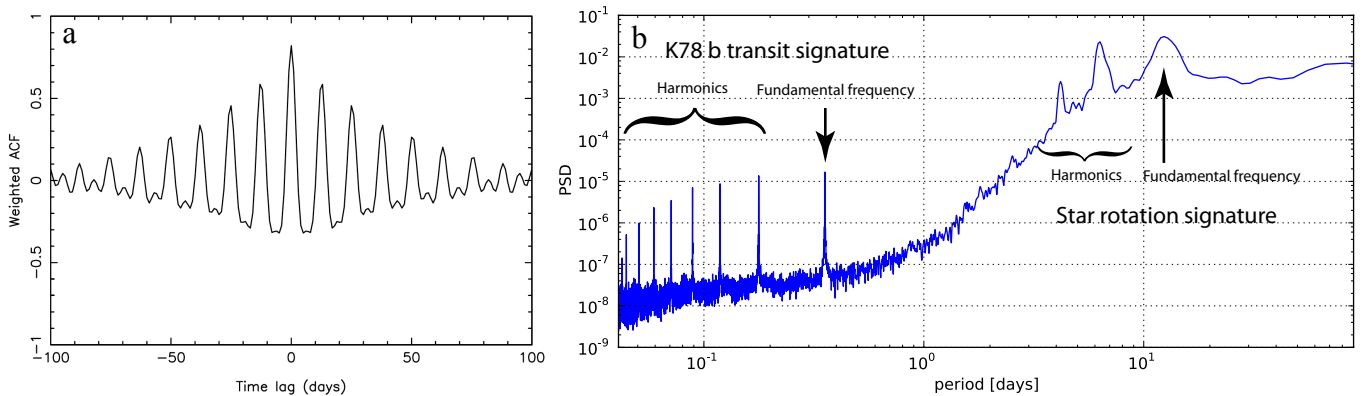 a
Weighted ACF
1
0.5
0
−0.5
−1
−100
−50
0
50
100
Time lag (days)
b
PSD
10^-1
10^-2
10^-3
10^-4
10^-5
10^-6
10^-7
10^-8
10^-9
K78 b transit signature
Harmonics
Fundamental frequency
Harmonics
Fundamental frequency
Star rotation signature
10^-1
10^0
10^1
period [days]